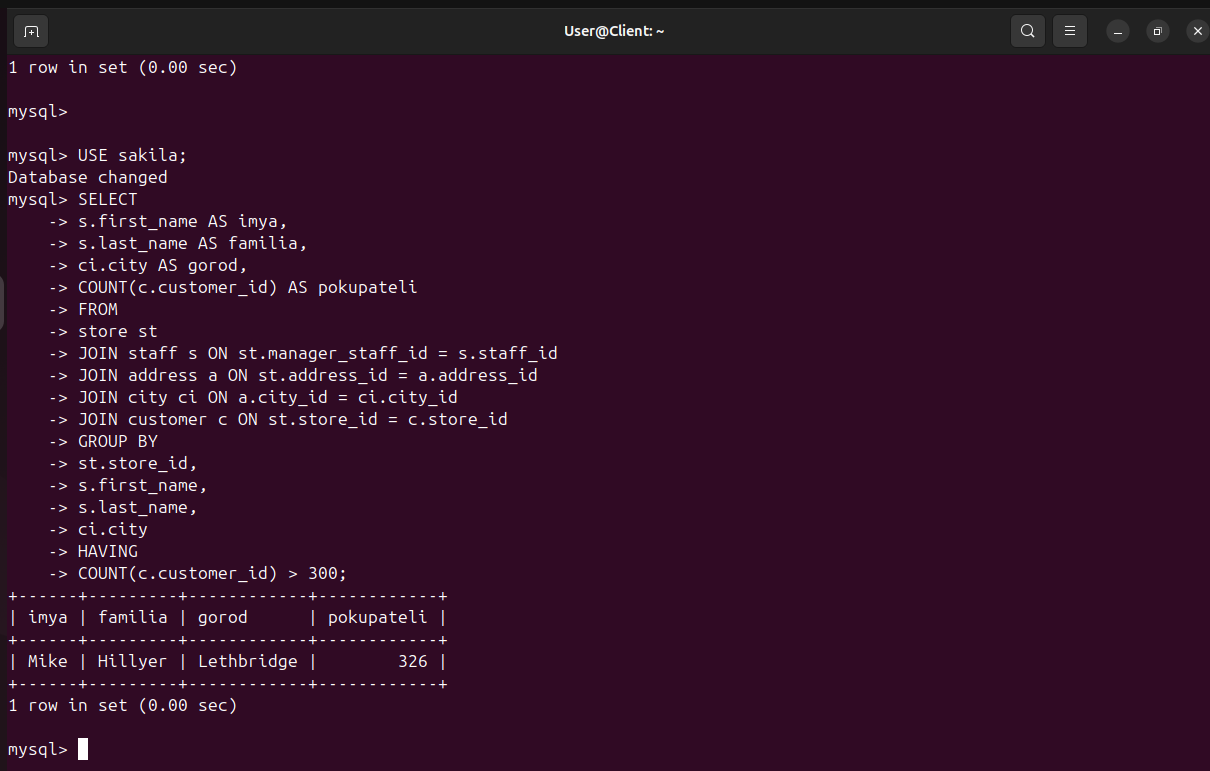 User@Client: ~
1 row in set (0.00 sec)
mysql>
mysql> USE sakila;
Database changed
mysql> SELECT
    -> s.first_name AS imya,
    -> s.last_name AS familia,
    -> ci.city AS gorod,
    -> COUNT(c.customer_id) AS pokupateli
    -> FROM
    -> store st
    -> JOIN staff s ON st.manager_staff_id = s.staff_id
    -> JOIN address a ON st.address_id = a.address_id
    -> JOIN city ci ON a.city_id = ci.city_id
    -> JOIN customer c ON st.store_id = c.store_id
    -> GROUP BY
    -> st.store_id,
    -> s.first_name,
    -> s.last_name,
    -> ci.city
    -> HAVING
    -> COUNT(c.customer_id) > 300;
+------+---------+------------+------------+
| imya | familia | gorod      | pokupateli |
+------+---------+------------+------------+
| Mike | Hillyer | Lethbridge |        326 |
+------+---------+------------+------------+
1 row in set (0.00 sec)
mysql>